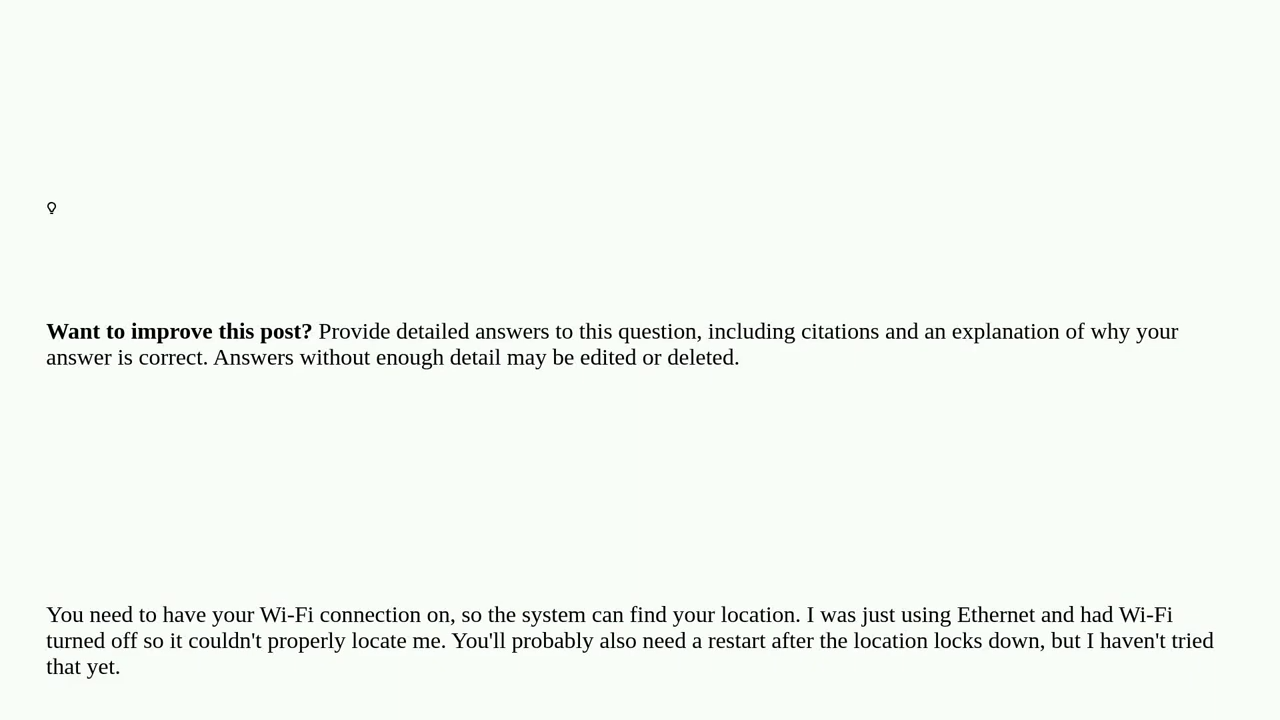 Want to improve this post? Provide detailed answers to this question, including citations and an explanation of why your
answer is correct. Answers without enough detail may be edited or deleted.
You need to have your Wi-Fi connection on, so the system can find your location. I was just using Ethernet and had Wi-Fi
turned off so it couldn't properly locate me. You'll probably also need a restart after the location locks down, but I haven't tried
that yet.